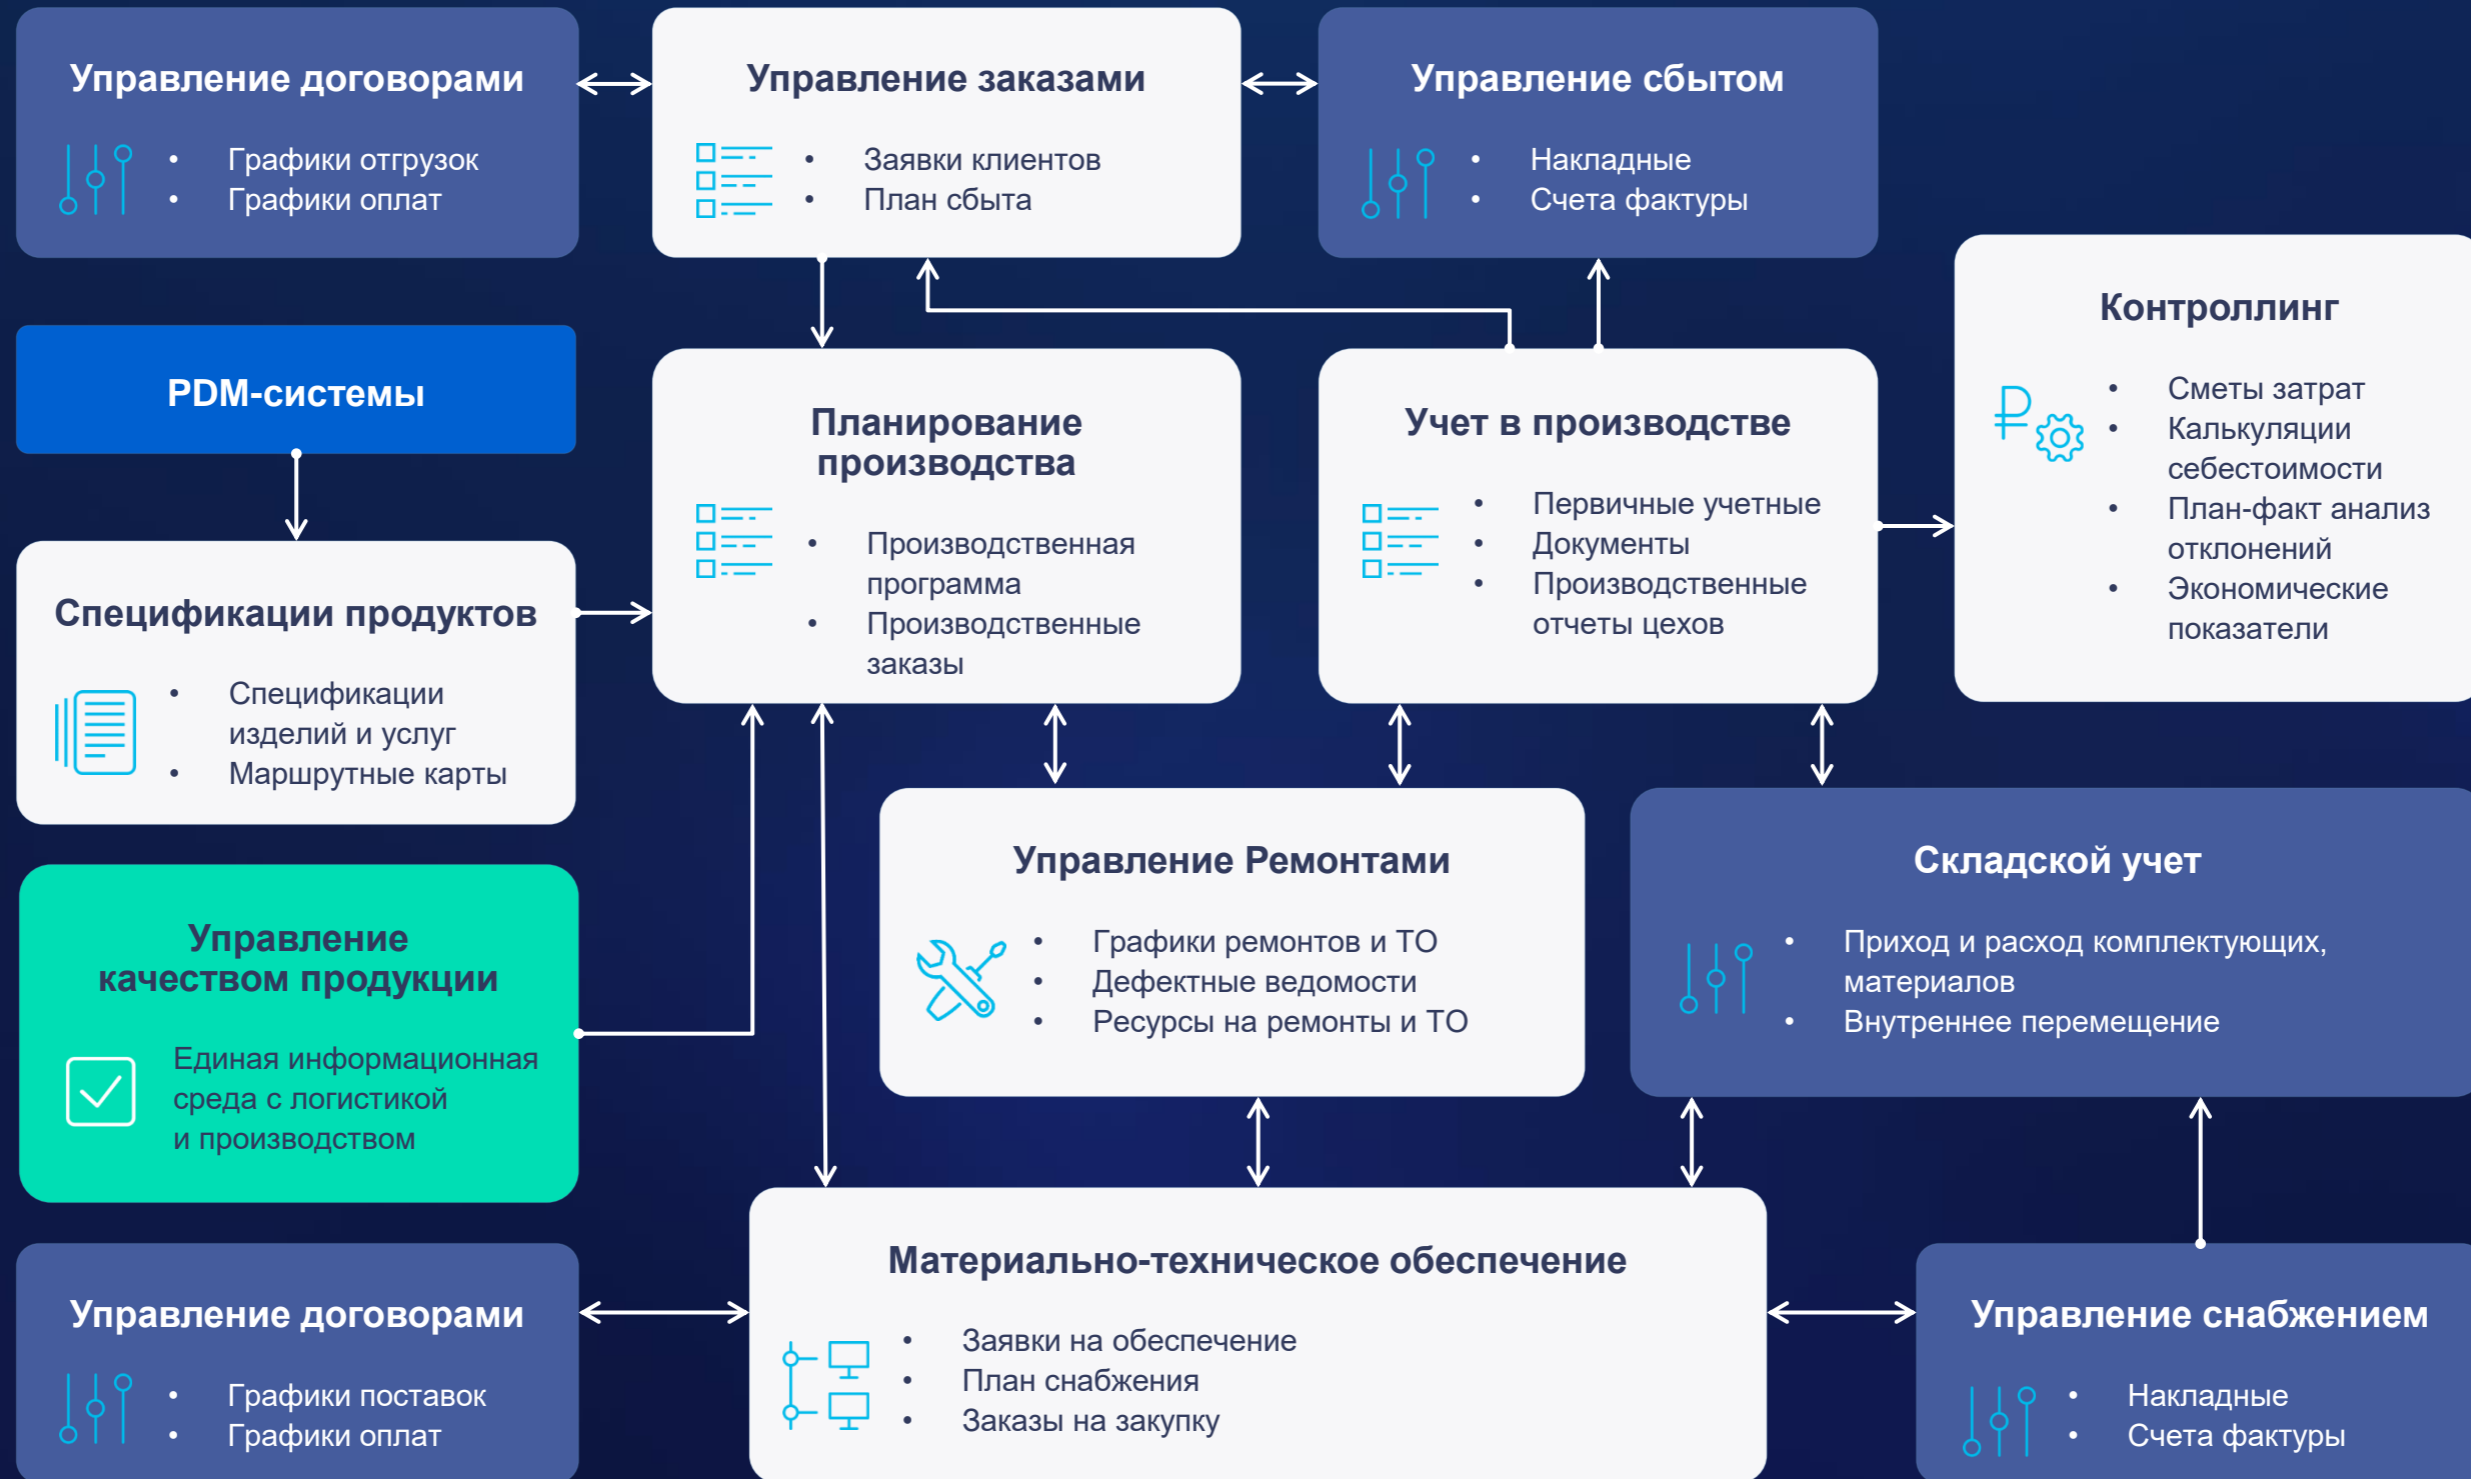 Управление договорами
• Графики отгрузок
• Графики оплат
Управление заказами
• Заявки клиентов
• План сбыта
Управление сбытом
• Накладные
• Счета фактуры
Контроллинг
• Сметы затрат
• Калькуляции
себестоимости
• План-факт анализ
отклонений
• Экономические
показатели
PDM-системы
Планирование
производства
• Производственная
программа
• Производственные
заказы
Учет в производстве
• Первичные учетные
• Документы
• Производственные
отчеты цехов
Спецификации продуктов
• Спецификации
изделий и услуг
• Маршрутные карты
Управление Ремонтами
• Графики ремонтов и ТО
• Дефектные ведомости
• Ресурсы на ремонты и ТО
Складской учет
• Приход и расход комплектующих,
материалов
• Внутреннее перемещение
Управление
качеством продукции
Единая информационная
среда с логистикой
и производством
Управление договорами
• Графики поставок
• Графики оплат
Материально-техническое обеспечение
• Заявки на обеспечение
• План снабжения
• Заказы на закупку
Управление снабжением
• Накладные
• Счета фактуры